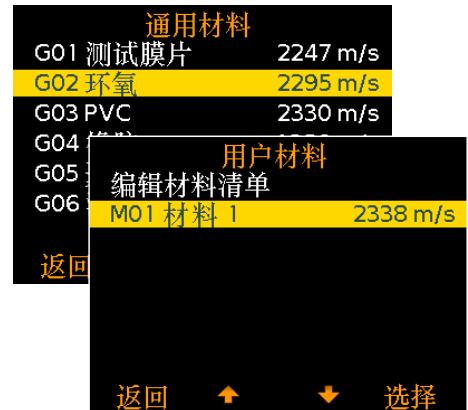 通用材料
G01 测试膜片 2247 m/s
G02 环氧 2295 m/s
G03 PVC 2330 m/s
G04
G05
G06
返回
用户材料
编辑材料清单
M01 材料 1 2338 m/s
返回 选择